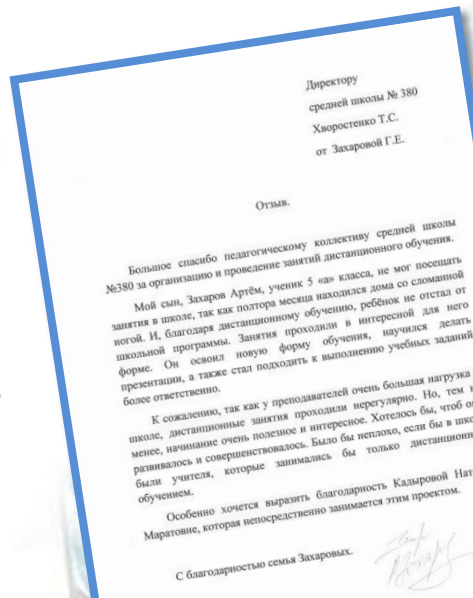 Директору
средней школы № 380
Хворостенко Т.С.
от Захаровой Г.Е.
Отзыв.
Большое спасибо педагогическому коллективу средней школы
№380 за организацию и проведение занятий дистанционного обучения.
Мой сын, Захаров Артём, ученик 5 «а» класса, не мог посещать
занятия в школе, так как полтора месяца находился дома со сломанной
ногой. И, благодаря дистанционному обучению, ребёнок не отстал от
школьной программы. Занятия проходили в интересной для него
форме. Он освоил новую форму обучения, научился делать
презентации, а также стал подходить к выполнению учебных заданий
более ответственно.
К сожалению, так как у преподавателей очень большая нагрузка
школе, дистанционные занятия проходили нерегулярно. Но, тем
менее, начинание очень полезное и интересное. Хотелось бы, чтоб
развивалось и совершенствовалось. Было бы неплохо, если бы в
были учителя, которые занимались бы только
обучением.
Особенно хочется выразить благодарность Кадыровой
Маратовне, которая непосредственно занимается этим проектом.
С благодарностью семья Захаровых.